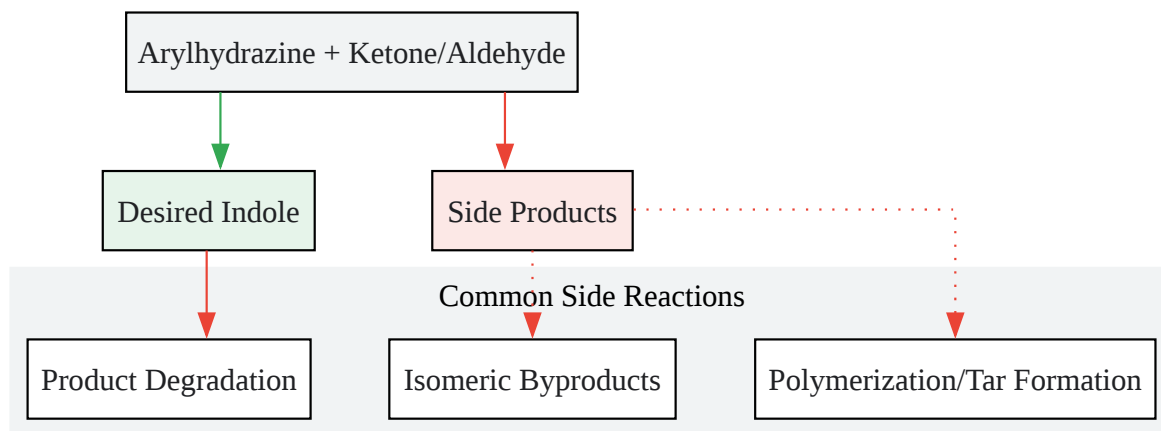 Arylhydrazine + Ketone/Aldehyde
Desired Indole
Side Products
Common Side Reactions
Product Degradation
Isomeric Byproducts
Polymerization/Tar Formation